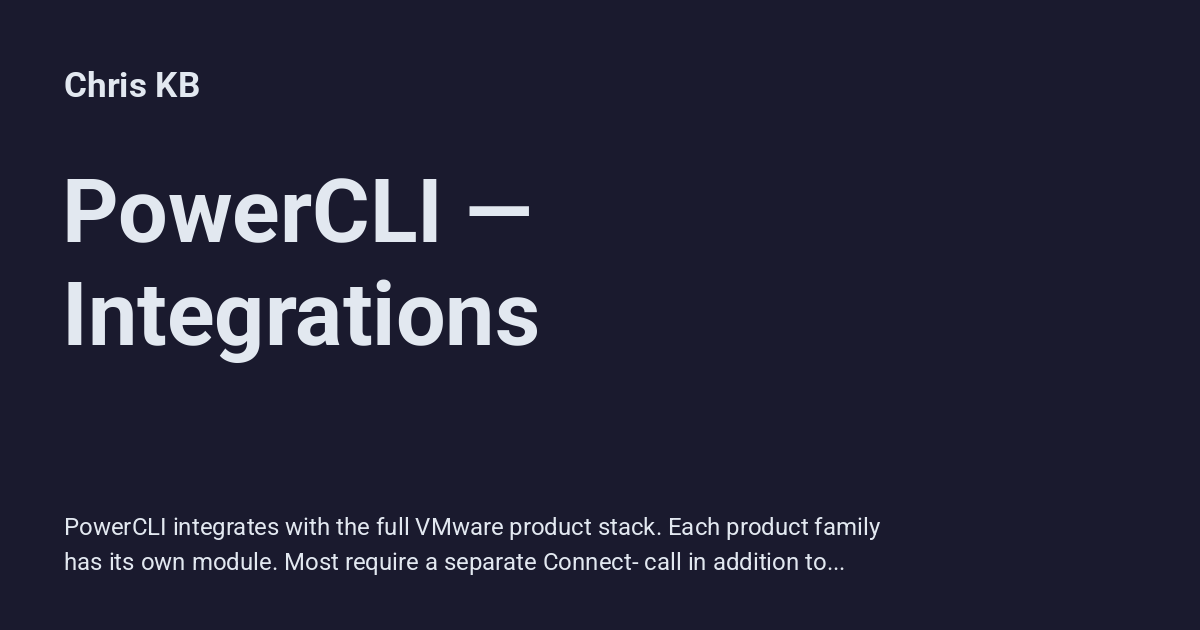 Chris KB
PowerCLI —
Integrations
PowerCLI integrates with the full VMware product stack. Each product family
has its own module. Most require a separate Connect- call in addition to...